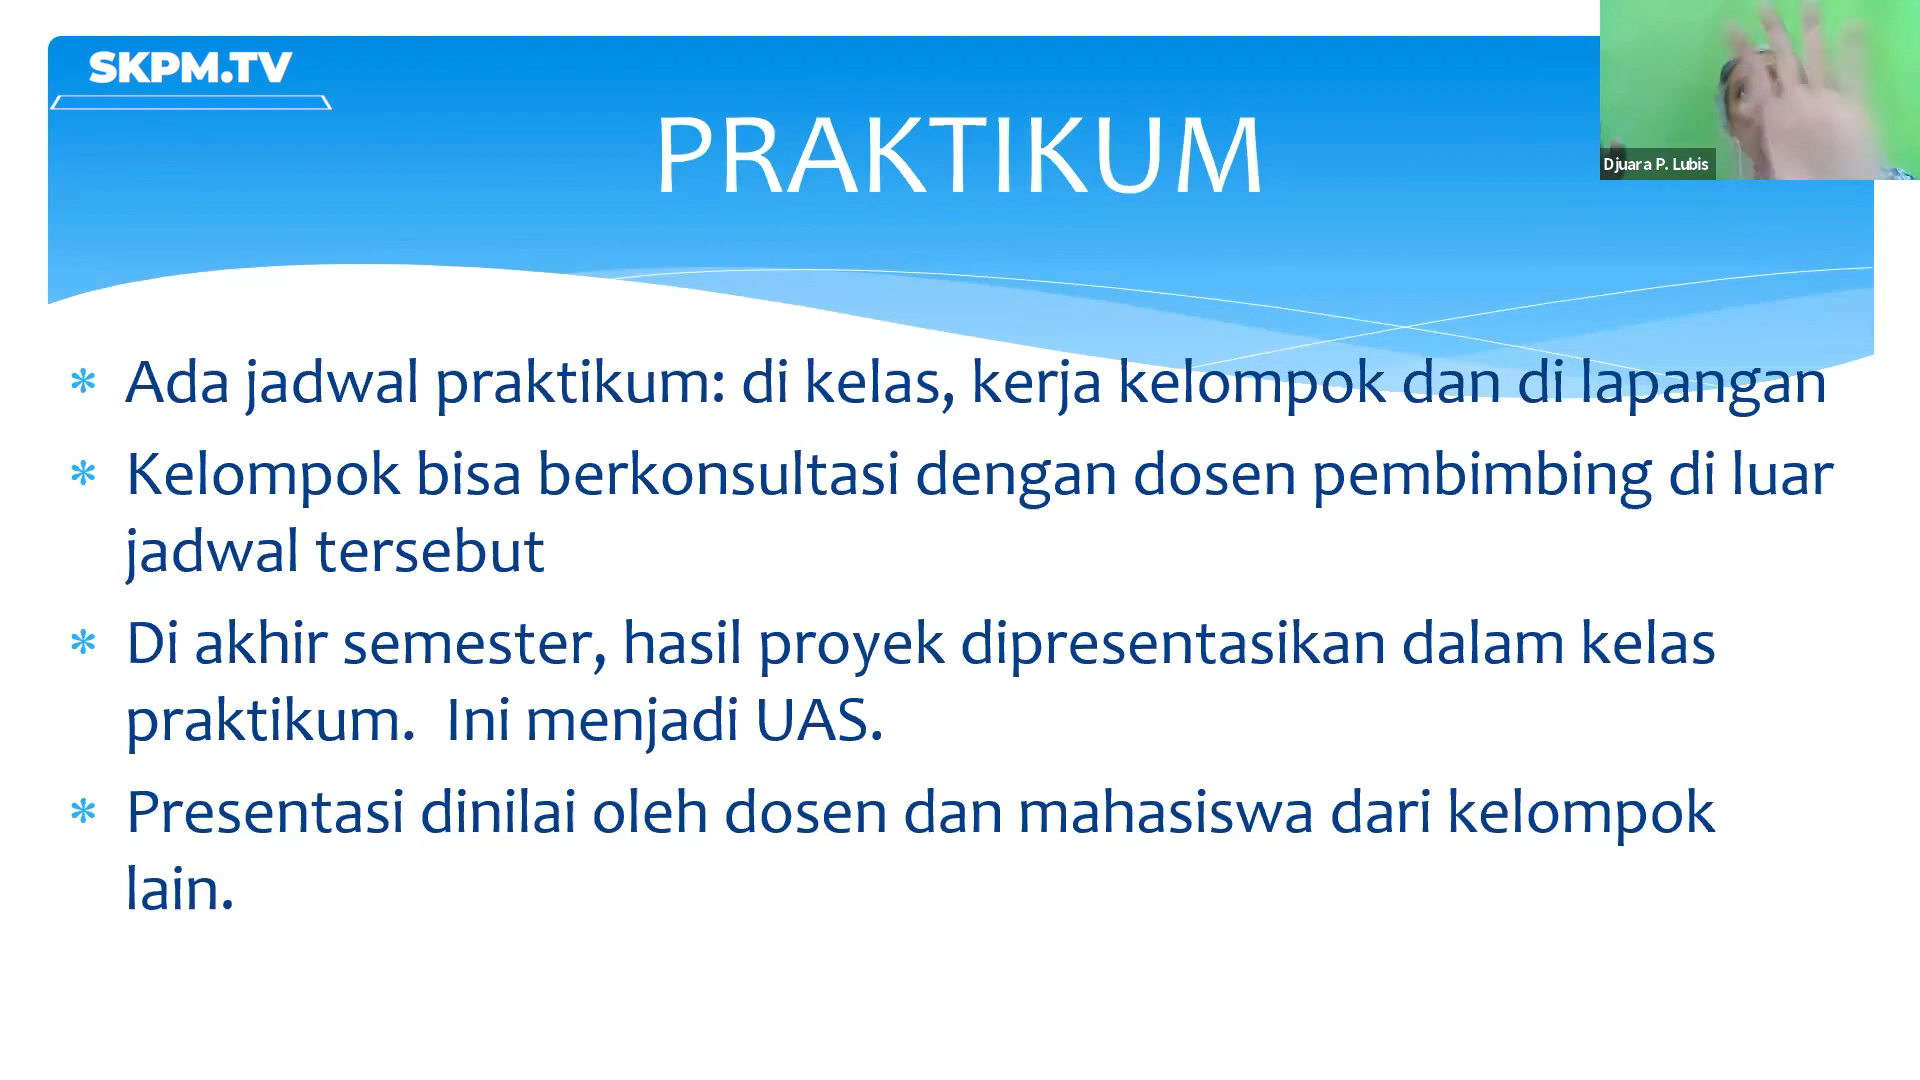 SKPM.TV
PRAKTIKUM
Djuara P. Lubis
* Ada jadwal praktikum: di kelas, kerja kelompok dan di lapangan
* Kelompok bisa berkonsultasi dengan dosen pembimbing di luar
jadwal tersebut
* Di akhir semester, hasil proyek dipresentasikan dalam kelas
praktikum.  Ini menjadi UAS.
* Presentasi dinilai oleh dosen dan mahasiswa dari kelompok
lain.